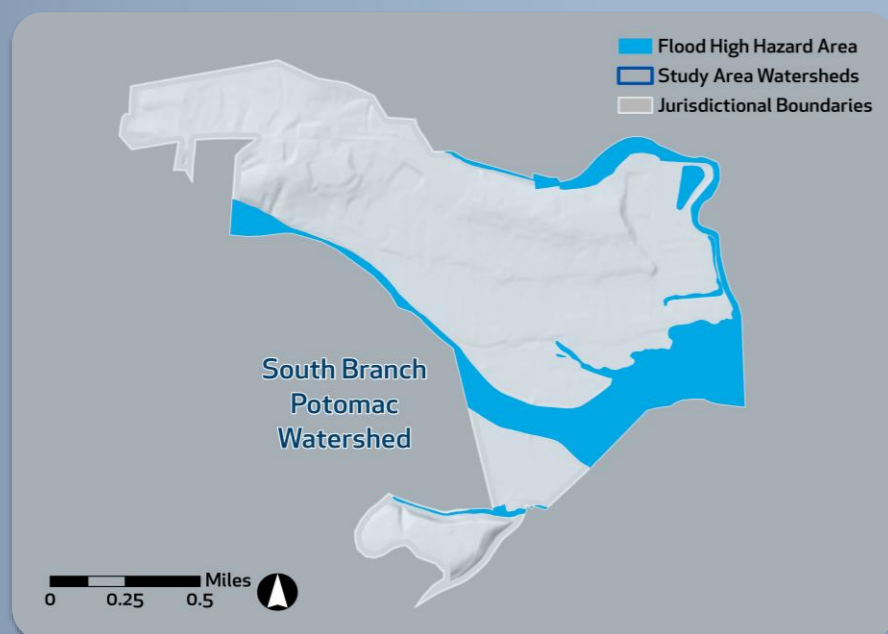 Flood High Hazard Area
Study Area Watersheds
Jurisdictional Boundaries
South Branch
Potomac
Watershed
Miles
0 0.25 0.5